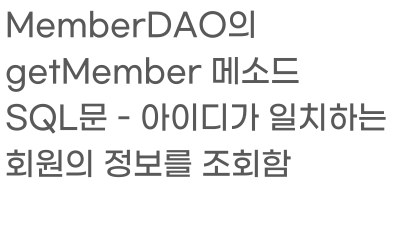 MemberDAO의
getMember 메소드
SQL문 - 아이디가 일치하는
회원의 정보를 조회함